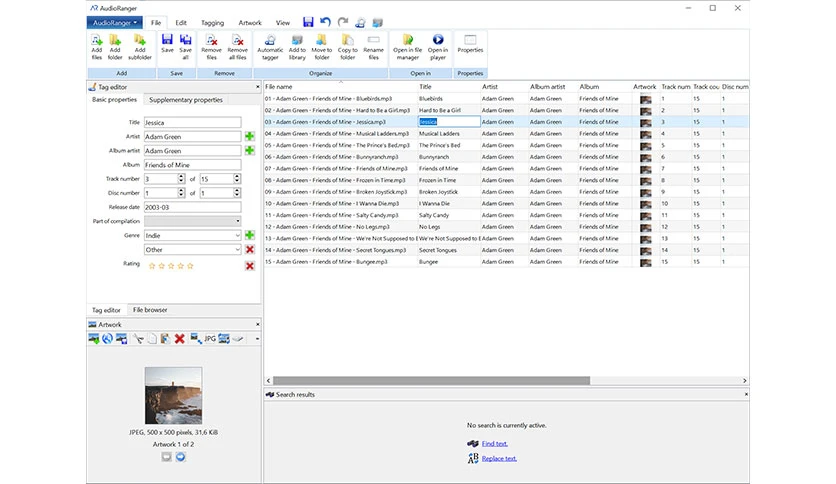 AudioRanger
AudioRanger File Edit Tagging Artwork View
Add files Add folder Add subfolder Save Save all Remove files Remove all files Automatic tagger Add to library Move to folder Copy to folder Rename files Open in file manager Open in player Properties
Add Save Remove Organize Open in Properties
Tag editor
Basic properties Supplementary properties
Title Jessica
Artist Adam Green
Album artist Adam Green
Album Friends of Mine
Track number 3 of 15
Disc number 1 of 1
Release date 2003-03
Part of compilation
Genre Indie
Other
Rating
Tag editor File browser
Artwork
JPG
JPEG, 500 x 500 pixels, 31,6 KiB
Artwork 1 of 2
File name Title Artist Album artist Album Artwork Track num Track cou Disc num
01 - Adam Green - Friends of Mine - Bluebirds.mp3 Bluebirds Adam Green Adam Green Friends of Mine 1 15 1
02 - Adam Green - Friends of Mine - Hard to Be a Girl.mp3 Hard to Be a Girl Adam Green Adam Green Friends of Mine 2 15 1
03 - Adam Green - Friends of Mine - Jessica.mp3 Jessica Adam Green Adam Green Friends of Mine 3 15 1
04 - Adam Green - Friends of Mine - Musical Ladders.mp3 Musical Ladders Adam Green Adam Green Friends of Mine 4 15 1
05 - Adam Green - Friends of Mine - The Prince's Bed.mp3 The Prince's Bed Adam Green Adam Green Friends of Mine 5 15 1
06 - Adam Green - Friends of Mine - Bunnyranch.mp3 Bunnyranch Adam Green Adam Green Friends of Mine 6 15 1
07 - Adam Green - Friends of Mine - Friends of Mine.mp3 Friends of Mine Adam Green Adam Green Friends of Mine 7 15 1
08 - Adam Green - Friends of Mine - Frozen in Time.mp3 Frozen in Time Adam Green Adam Green Friends of Mine 8 15 1
09 - Adam Green - Friends of Mine - Broken Joystick.mp3 Broken Joystick Adam Green Adam Green Friends of Mine 9 15 1
10 - Adam Green - Friends of Mine - I Wanna Die.mp3 I Wanna Die Adam Green Adam Green Friends of Mine 10 15 1
11 - Adam Green - Friends of Mine - Salty Candy.mp3 Salty Candy Adam Green Adam Green Friends of Mine 11 15 1
12 - Adam Green - Friends of Mine - No Legs.mp3 No Legs Adam Green Adam Green Friends of Mine 12 15 1
13 - Adam Green - Friends of Mine - We're Not Supposed to B We're Not Supposed to E Adam Green Adam Green Friends of Mine 13 15 1
14 - Adam Green - Friends of Mine - Secret Tongues.mp3 Secret Tongues Adam Green Adam Green Friends of Mine 14 15 1
15 - Adam Green - Friends of Mine - Bungee.mp3 Bungee Adam Green Adam Green Friends of Mine 15 15 1
Search results
No search is currently active.
Find text.
Replace text.